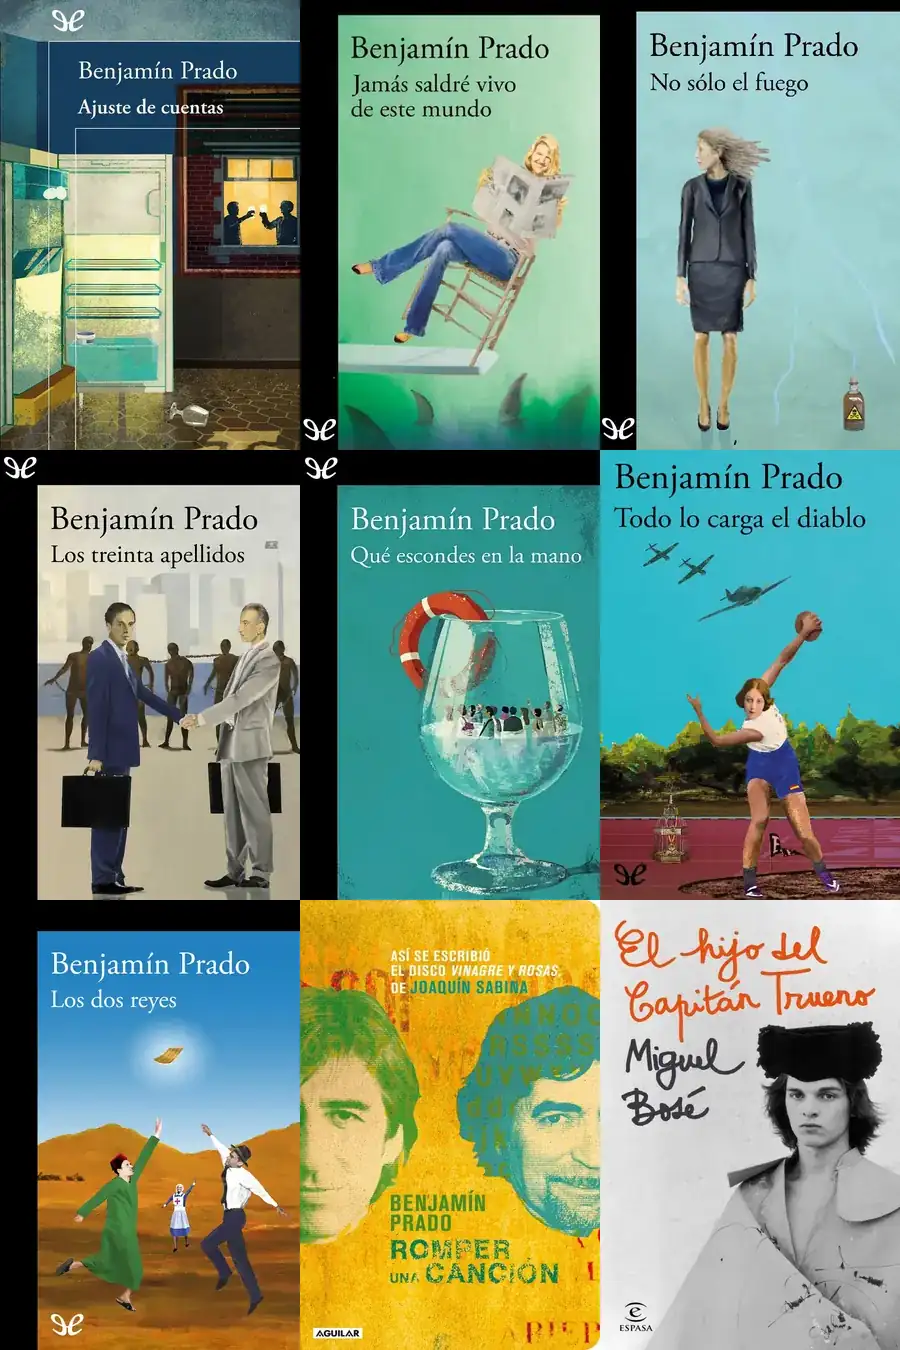 Benjamín Prado
Ajuste de cuentas
Benjamín Prado
Jamás saldré vivo
de este mundo
Benjamín Prado
No sólo el fuego
Benjamín Prado
Los treinta apellidos
Benjamín Prado
Qué escondes en la mano
Benjamín Prado
Todo lo carga el diablo
Benjamín Prado
Los dos reyes
ASÍ SE ESCRIBIÓ
EL DISCO VINAGRE Y ROSAS,
DE JOAQUÍN SABINA
BENJAMÍN
PRADO
ROMPER
UNA CANCIÓN
AGUILAR
El hijo del
Capitán Trueno
Miguel
Bosé
e
ESPASA